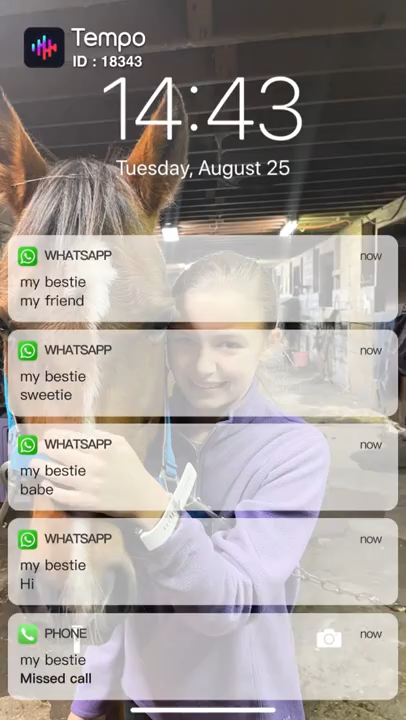 Tempo
ID : 18343
14:43
Tuesday, August 25
WHATSAPP now
my bestie
my friend
WHATSAPP now
my bestie
sweetie
WHATSAPP now
my bestie
babe
WHATSAPP now
my bestie
Hi
PHONE now
my bestie
Missed call